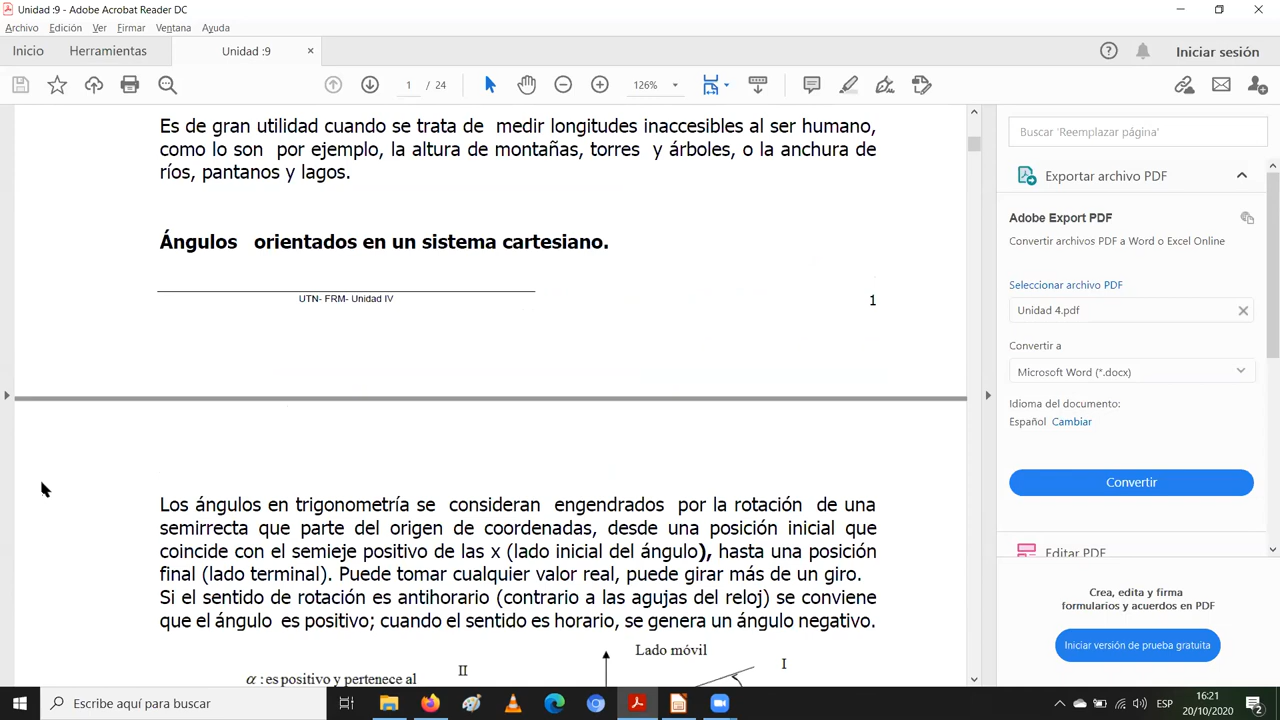 Unidad :9 - Adobe Acrobat Reader DC
Archivo Edición Ver Firmar Ventana Ayuda
Inicio Herramientas Unidad :9 × Iniciar sesión
1 / 24 126%
Es de gran utilidad cuando se trata de medir longitudes inaccesibles al ser humano,
como lo son por ejemplo, la altura de montañas, torres y árboles, o la anchura de
ríos, pantanos y lagos.
Ángulos orientados en un sistema cartesiano.
UTN- FRM- Unidad IV
1
Los ángulos en trigonometría se consideran engendrados por la rotación de una
semirrecta que parte del origen de coordenadas, desde una posición inicial que
coincide con el semieje positivo de las x (lado inicial del ángulo), hasta una posición
final (lado terminal). Puede tomar cualquier valor real, puede girar más de un giro.
Si el sentido de rotación es antihorario (contrario a las agujas del reloj) se conviene
que el ángulo es positivo; cuando el sentido es horario, se genera un ángulo negativo.
Lado móvil
II I
α : es positivo y pertenece al
Buscar 'Reemplazar página'
Exportar archivo PDF
Adobe Export PDF
Convertir archivos PDF a Word o Excel Online
Seleccionar archivo PDF
Unidad 4.pdf
Convertir a
Microsoft Word (*.docx)
Idioma del documento:
Español Cambiar
Convertir
Editar PDF
Crea, edita y firma
formularios y acuerdos en PDF
Iniciar versión de prueba gratuita
Escribe aquí para buscar
ESP
16:21
20/10/2020
2